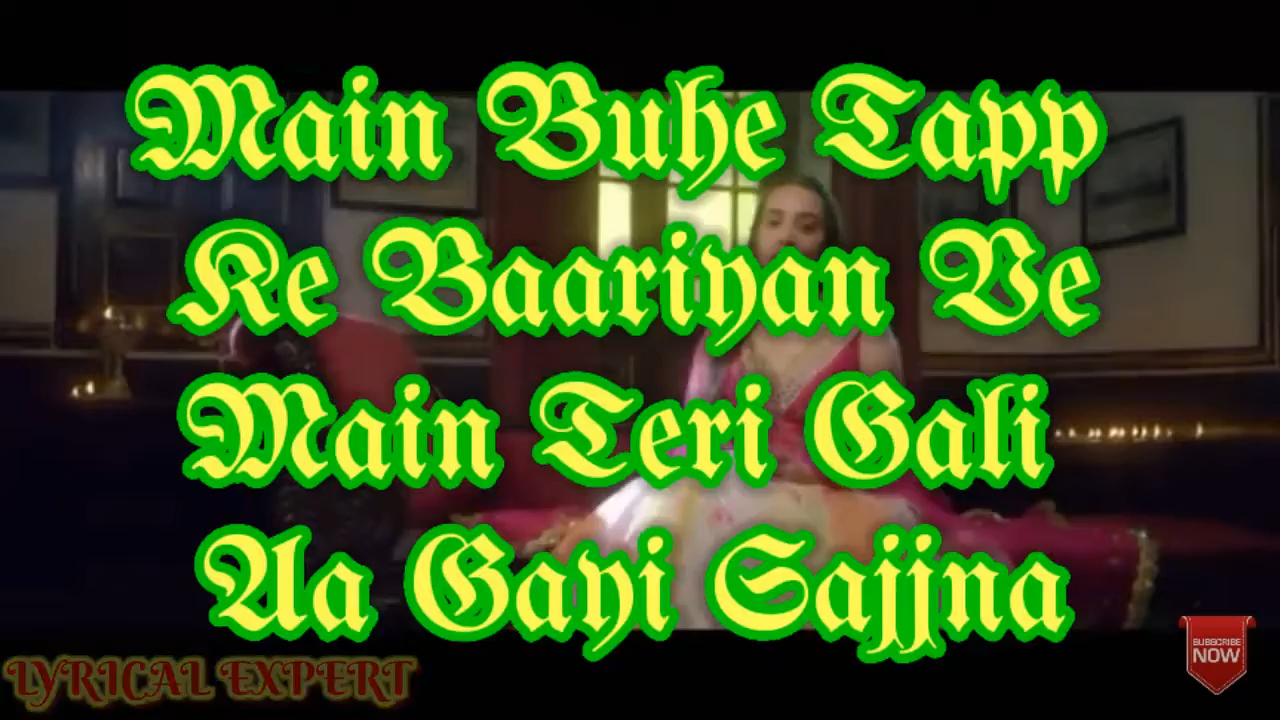 Main Buhe Tapp
Ke Baariyan Ve
Main Teri Gali
Aa Gayi Sajjna
SUBSCRIBE
NOW
LYRICAL EXPERT